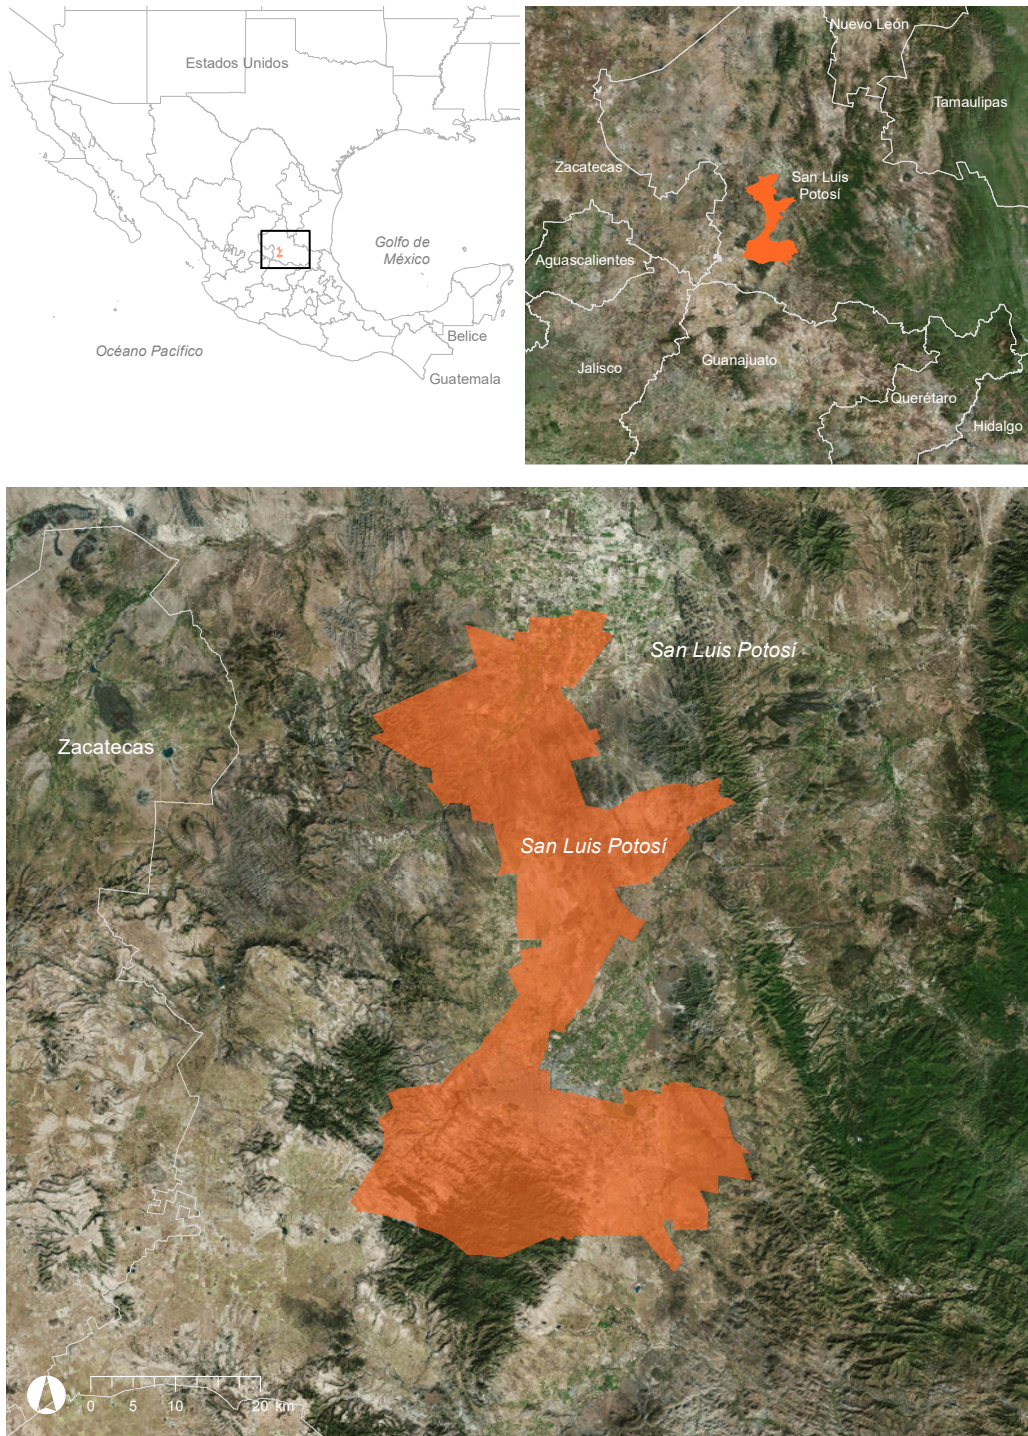 Estados Unidos
Golfo de
México
Belice
Océano Pacífico
Guatemala
Nuevo León
Tamaulipas
Zacatecas
San Luis
Potosí
Aguascalientes
Jalisco
Guanajuato
Querétaro
Hidalgo
San Luis Potosí
Zacatecas
San Luis Potosí
0 5 10 20 km